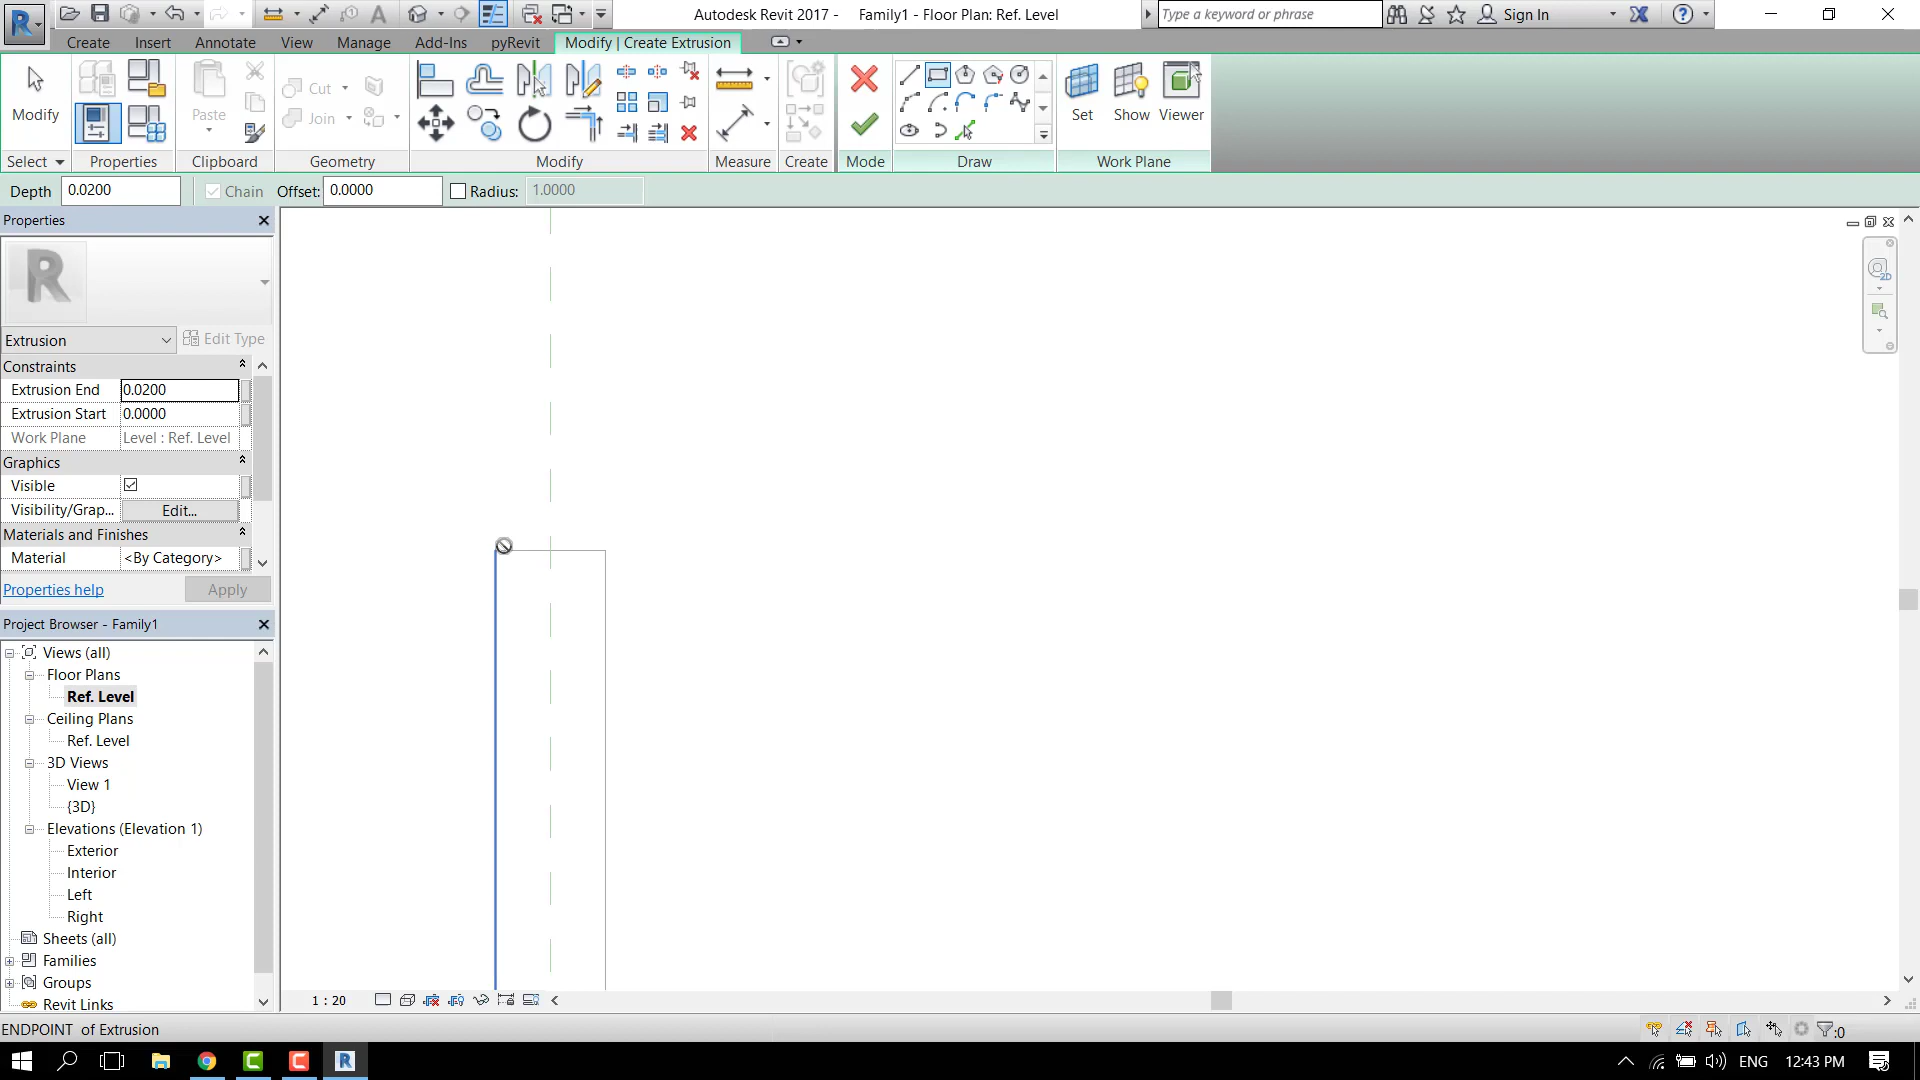 Autodesk Revit 2017 - Family1 - Floor Plan: Ref. Level
Type a keyword or phrase
Sign In
Create Insert Annotate View Manage Add-Ins pyRevit Modify | Create Extrusion
Modify
Paste
Cut
Join
Set Show Viewer
Select Properties Clipboard Geometry Modify Measure Create Mode Draw Work Plane
Depth 0.0200 Chain Offset: 0.0000 Radius: 1.0000
Properties
Extrusion Edit Type
Constraints
Extrusion End 0.0200
Extrusion Start 0.0000
Work Plane Level : Ref. Level
Graphics
Visible
Visibility/Grap... Edit...
Materials and Finishes
Material <By Category>
Properties help Apply
Project Browser - Family1
Views (all)
Floor Plans
Ref. Level
Ceiling Plans
Ref. Level
3D Views
View 1
{3D}
Elevations (Elevation 1)
Exterior
Interior
Left
Right
Sheets (all)
Families
Groups
Revit Links
2D
1 : 20
ENDPOINT of Extrusion
:0
ENG 12:43 PM